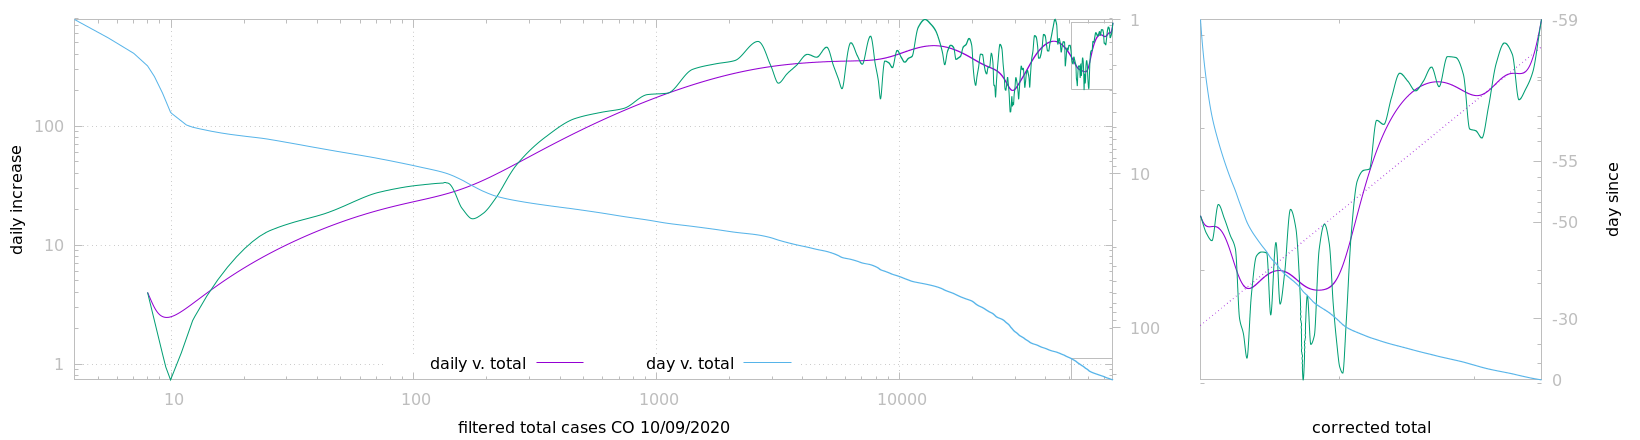 daily increase
100
10
1
10
100
1000
10000
1
10
100
daily v. total
day v. total
filtered total cases CO 10/09/2020
-59
-55
-50
-30
0
day since
corrected total